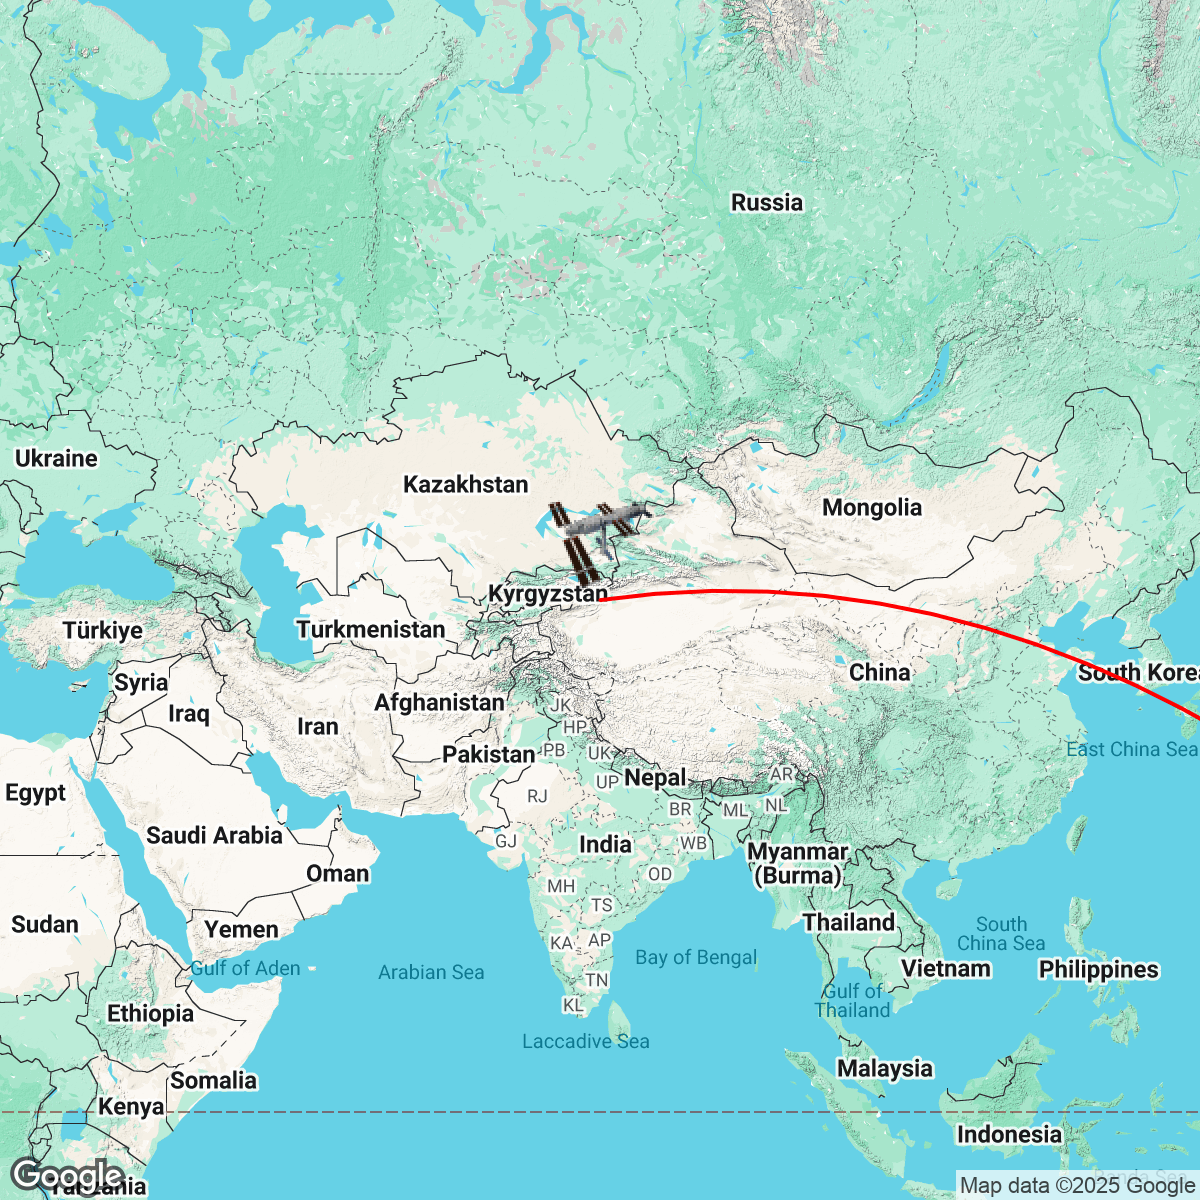 Russia
Ukraine
Kazakhstan
Mongolia
Kyrgyzstan
Türkiye
Turkmenistan
Syria
China
South Korea
Afghanistan
Iraq
Iran
JK
HP
East China Sea
Pakistan
PB
UK
Nepal
AR
UP
Egypt
RJ
BR
ML
NL
Saudi Arabia
GJ
India
WB
Myanmar
(Burma)
Oman
OD
MH
TS
Sudan
Yemen
Thailand
South
China Sea
KA
AP
Bay of Bengal
Gulf of Aden
Arabian Sea
Vietnam
Philippines
TN
Gulf of
Thailand
KL
Ethiopia
Laccadive Sea
Malaysia
Somalia
Kenya
Indonesia
Banda Sea
Google
Tanzania
Map data ©2025 Google